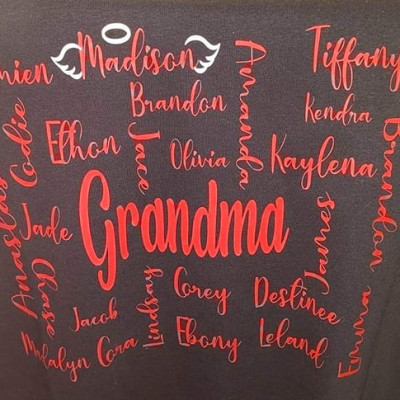 Madison
Tiffany
Brandon
Amanda
Kendra
Codie
Ethon
Jace
Olivia
Kaylena
Brandon
Jade
Grandma
James
Chase
Lindsay
Corey
Destinee
Emma
Jacob
Ebony
Leland
Cora